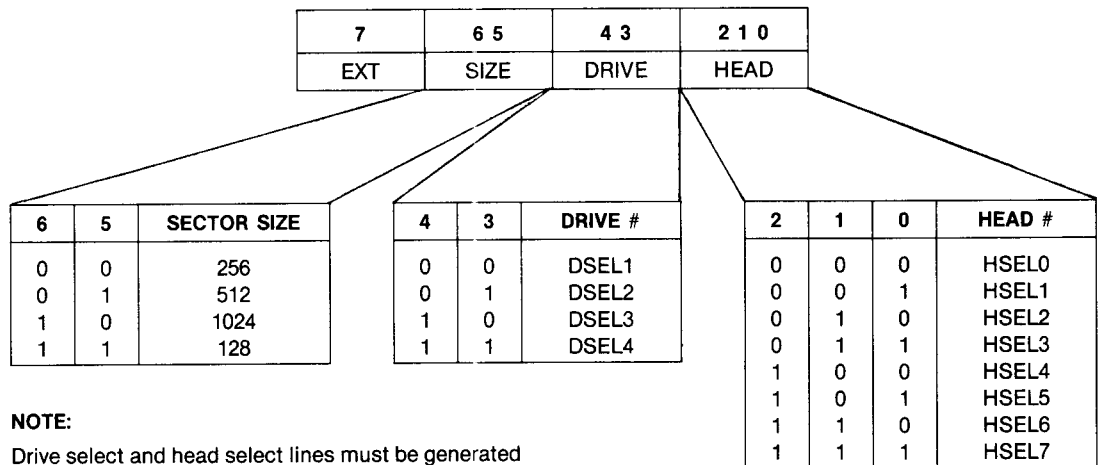 7 6 5 4 3 2 1 0
EXT SIZE DRIVE HEAD
6 5 SECTOR SIZE
0 0 256
0 1 512
1 0 1024
1 1 128
4 3 DRIVE #
0 0 DSEL1
0 1 DSEL2
1 0 DSEL3
1 1 DSEL4
2 1 0 HEAD #
0 0 0 HSEL0
0 0 1 HSEL1
0 1 0 HSEL2
0 1 1 HSEL3
1 0 0 HSEL4
1 0 1 HSEL5
1 1 0 HSEL6
1 1 1 HSEL7
NOTE:
Drive select and head select lines must be generated